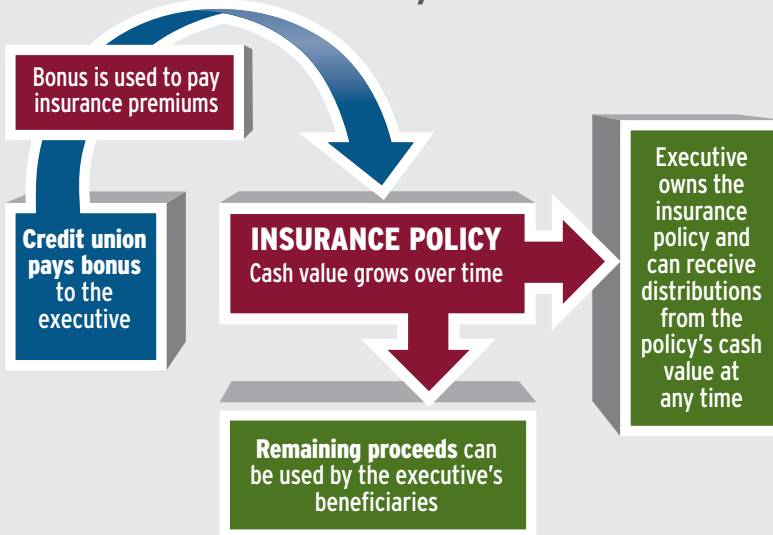 Bonus is used to pay
insurance premiums
Credit union
pays bonus
to the
executive
INSURANCE POLICY
Cash value grows over time
Executive
owns the
insurance
policy and
can receive
distributions
from the
policy's cash
value at
any time
Remaining proceeds can
be used by the executive's
beneficiaries